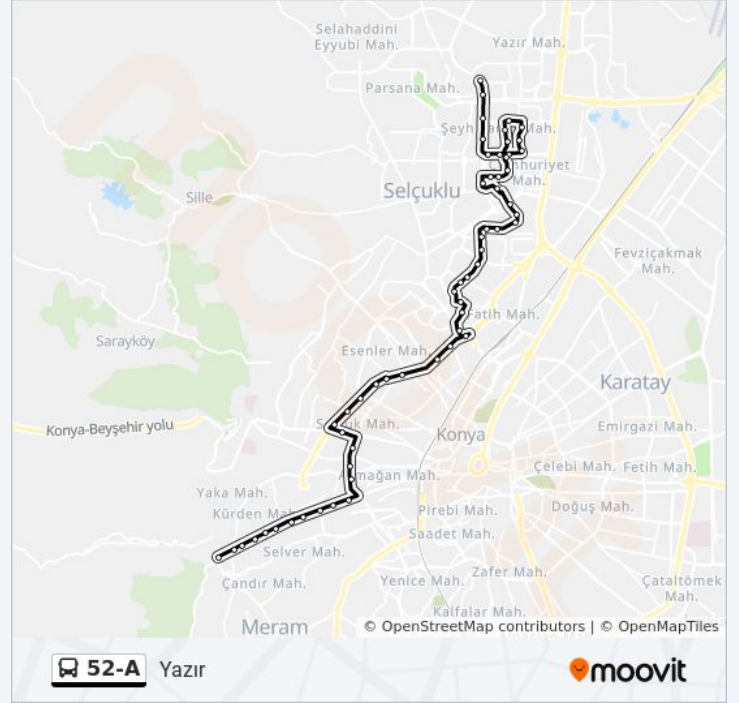 Selahaddini
Eyyubi Mah.
Yazır Mah.
Parsana Mah.
Mah.
Mah.
Selçuklu
Sille
Fevziçakmak
Mah.
Fatih Mah.
Sarayköy
Esenler Mah.
Karatay
Konya-Beyşehir yolu
Mah.
Konya
Emirgazi Mah.
Çelebi Mah. Fetih Mah.
Mah.
Yaka Mah.
Doğuş Mah.
Pirebi Mah.
Saadet Mah.
Selver Mah.
Zafer Mah.
Çandır Mah.
Yenice Mah.
Çataltömek
Mah.
Kalfalar Mah.
Meram
© OpenStreetMap contributors | © OpenMapTiles
52-A Yazır
moovit